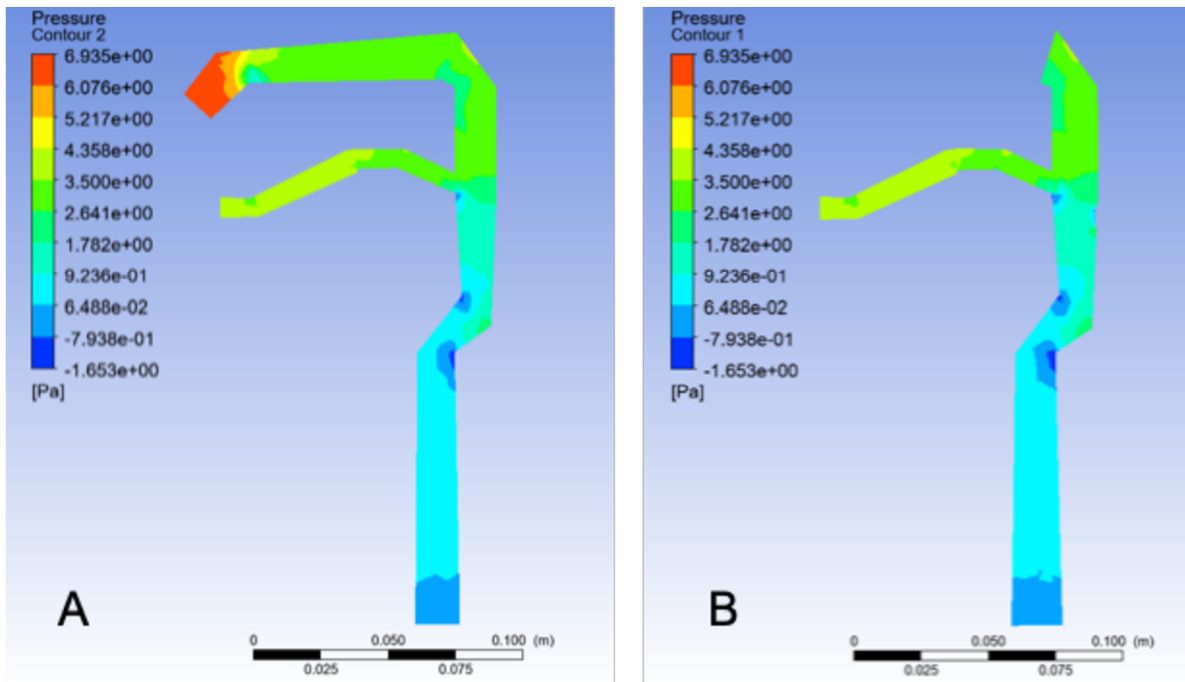 Pressure
Contour 2
6.935e+00
6.076e+00
5.217e+00
4.358e+00
3.500e+00
2.641e+00
1.782e+00
9.236e-01
6.488e-02
-7.938e-01
-1.653e+00
[Pa]
A
0 0.050 0.100 (m)
0.025 0.075
Pressure
Contour 1
6.935e+00
6.076e+00
5.217e+00
4.358e+00
3.500e+00
2.641e+00
1.782e+00
9.236e-01
6.488e-02
-7.938e-01
-1.653e+00
[Pa]
B
0 0.050 0.100 (m)
0.025 0.075